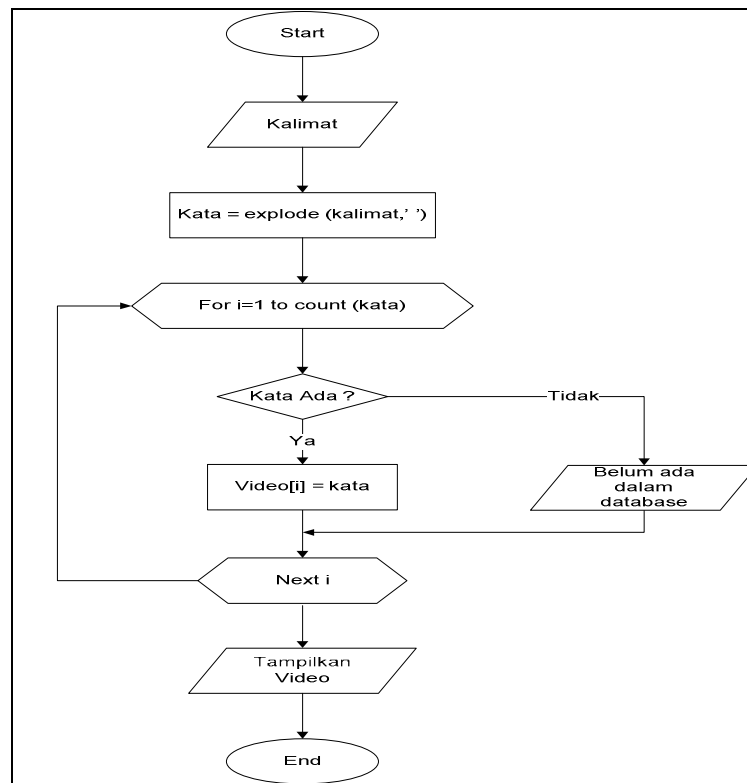 Start
Kalimat
Kata = explode (kalimat,' ')
For i=1 to count (kata)
Kata Ada ?
Tidak
Ya
Video[i] = kata
Belum ada
dalam
database
Next i
Tampilkan
Video
End